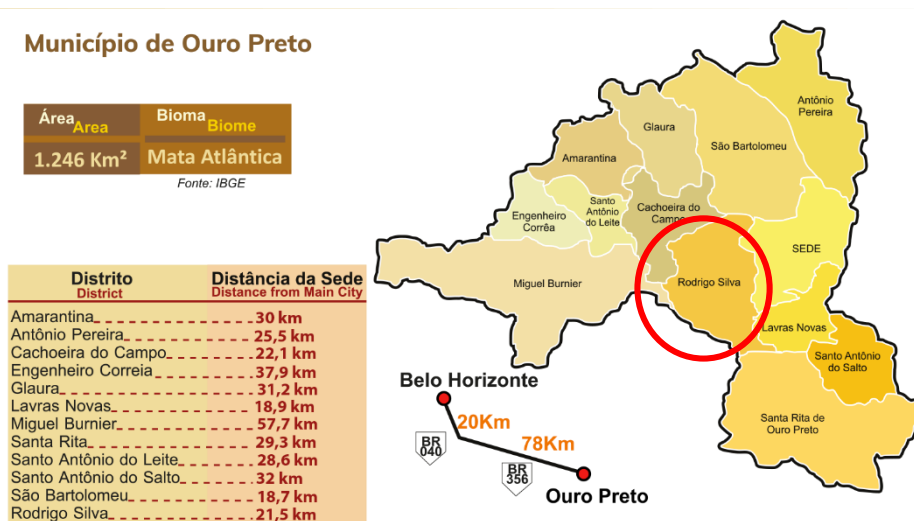 Município de Ouro Preto
Área Area
Bioma Biome
1.246 Km²
Mata Atlântica
Fonte: IBGE
Distrito Distância da Sede
District Distance from Main City
Amarantina 30 km
Antônio Pereira 25,5 km
Cachoeira do Campo 22,1 km
Engenheiro Correia 37,9 km
Glaura 31,2 km
Lavras Novas 18,9 km
Miguel Burnier 57,7 km
Santa Rita 29,3 km
Santo Antônio do Leite 28,6 km
Santo Antônio do Salto 32 km
São Bartolomeu 18,7 km
Rodrigo Silva 21,5 km
Antônio
Pereira
Glaura
São Bartolomeu
Amarantina
Santo
Antônio
do Leite
Cachoeira do
Campo
Engenheiro
Corrêa
SEDE
Miguel Burnier
Rodrigo Silva
Lavras Novas
Santo Antônio
do Salto
Santa Rita de
Ouro Preto
Belo Horizonte
20Km
BR
040
78Km
BR
356
Ouro Preto